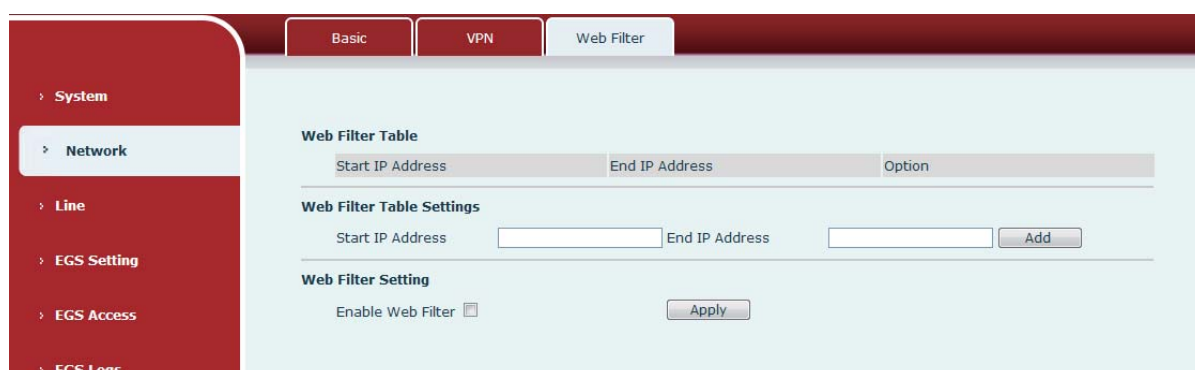 Basic VPN Web Filter
› System
› Network
› Line
› EGS Setting
› EGS Access
› EGS Logs
Web Filter Table
Start IP Address End IP Address Option
Web Filter Table Settings
Start IP Address End IP Address Add
Web Filter Setting
Enable Web Filter Apply